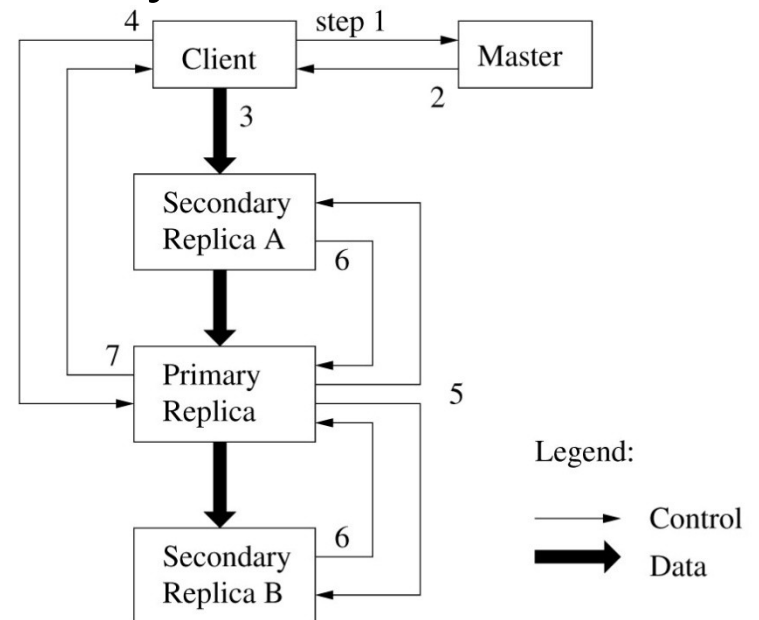 4
step 1
Client
Master
2
3
Secondary
Replica A
6
7
Primary
Replica
5
Legend:
Control
6
Secondary
Replica B
Data